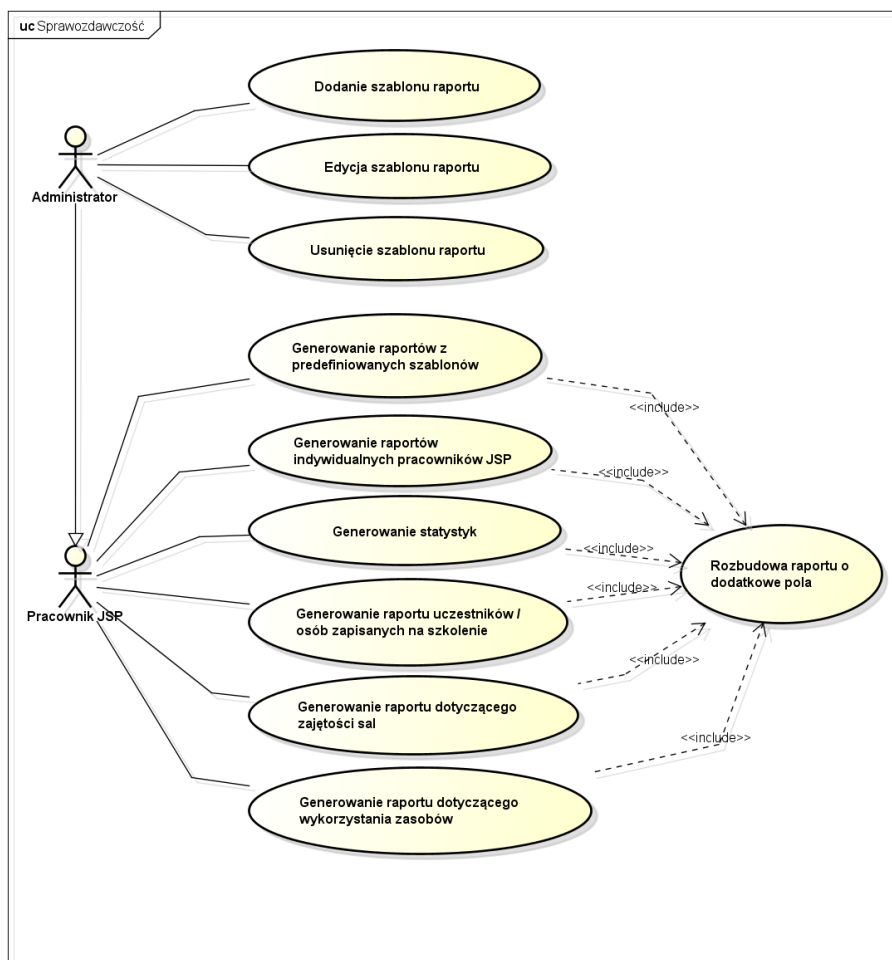 uc Sprawozdawczość
Dodanie szablonu raportu
Administrator
Edycja szablonu raportu
Usunięcie szablonu raportu
Generowanie raportów z
predefiniowanych szablonów
<<include>>
Generowanie raportów
indywidualnych pracowników JSP
<<include>>
Generowanie statystyk
<<include>>
Rozbudowa raportu o
dodatkowe pola
<<include>>
Pracownik JSP
Generowanie raportu uczestników /
osób zapisanych na szkolenie
<<include>>
Generowanie raportu dotyczącego
zajętości sal
<<include>>
Generowanie raportu dotyczącego
wykorzystania zasobów